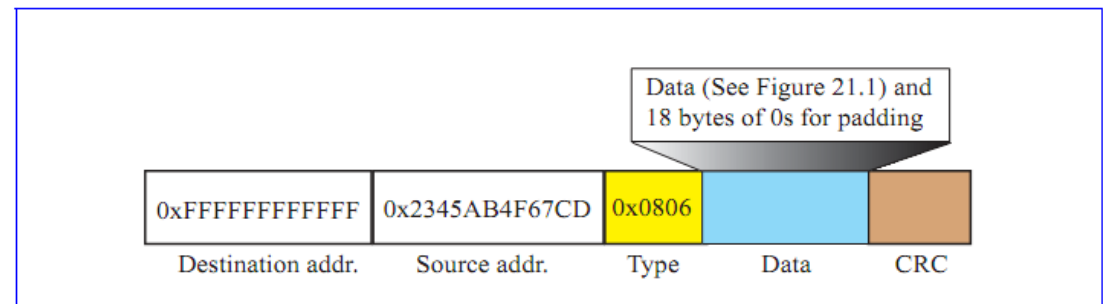 Data (See Figure 21.1) and
18 bytes of 0s for padding
0xFFFFFFFFFFFF 0x2345AB4F67CD 0x0806
Destination addr. Source addr. Type Data CRC